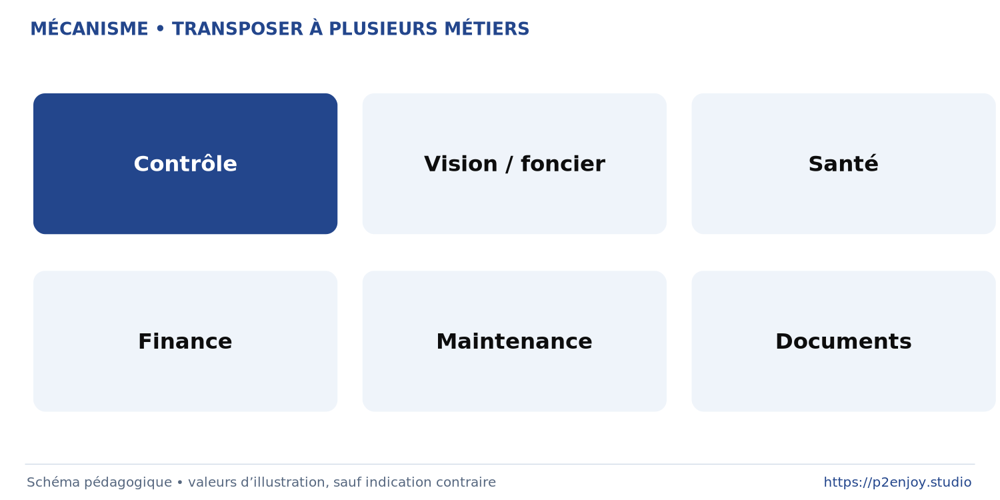 MÉCANISME • TRANSPOSER À PLUSIEURS MÉTIERS
Contrôle
Vision / foncier
Santé
Finance
Maintenance
Documents
Schéma pédagogique • valeurs d’illustration, sauf indication contraire
https://p2enjoy.studio